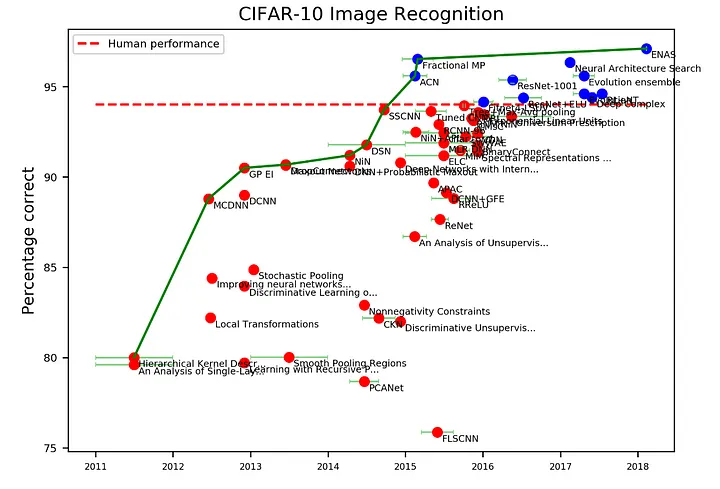 CIFAR-10 Image Recognition
Human performance
Percentage correct
95
90
85
80
75
2011
2012
2013
2014
2015
2016
2017
2018
ENAS
Fractional MP
Neural Architecture Search
ACN
Evolution ensemble
ResNet-1001
SSCNN
Tuned
DSN
NiN
GP EI
MCDNN
DCNN
ELC
Spectral Representations ...
Deep Networks with Intern...
APAC
DCNN+GFE
RReLU
ReNet
An Analysis of Unsupervis...
Stochastic Pooling
Improving neural networks...
Discriminative Learning o...
Local Transformations
Nonnegativity Constraints
CKN
Discriminative Unsupervis...
Hierarchical Kernel Descr...
An Analysis of Single-Lay...
Learning with Recursive P...
Smooth Pooling Regions
PCANet
FLSCNN